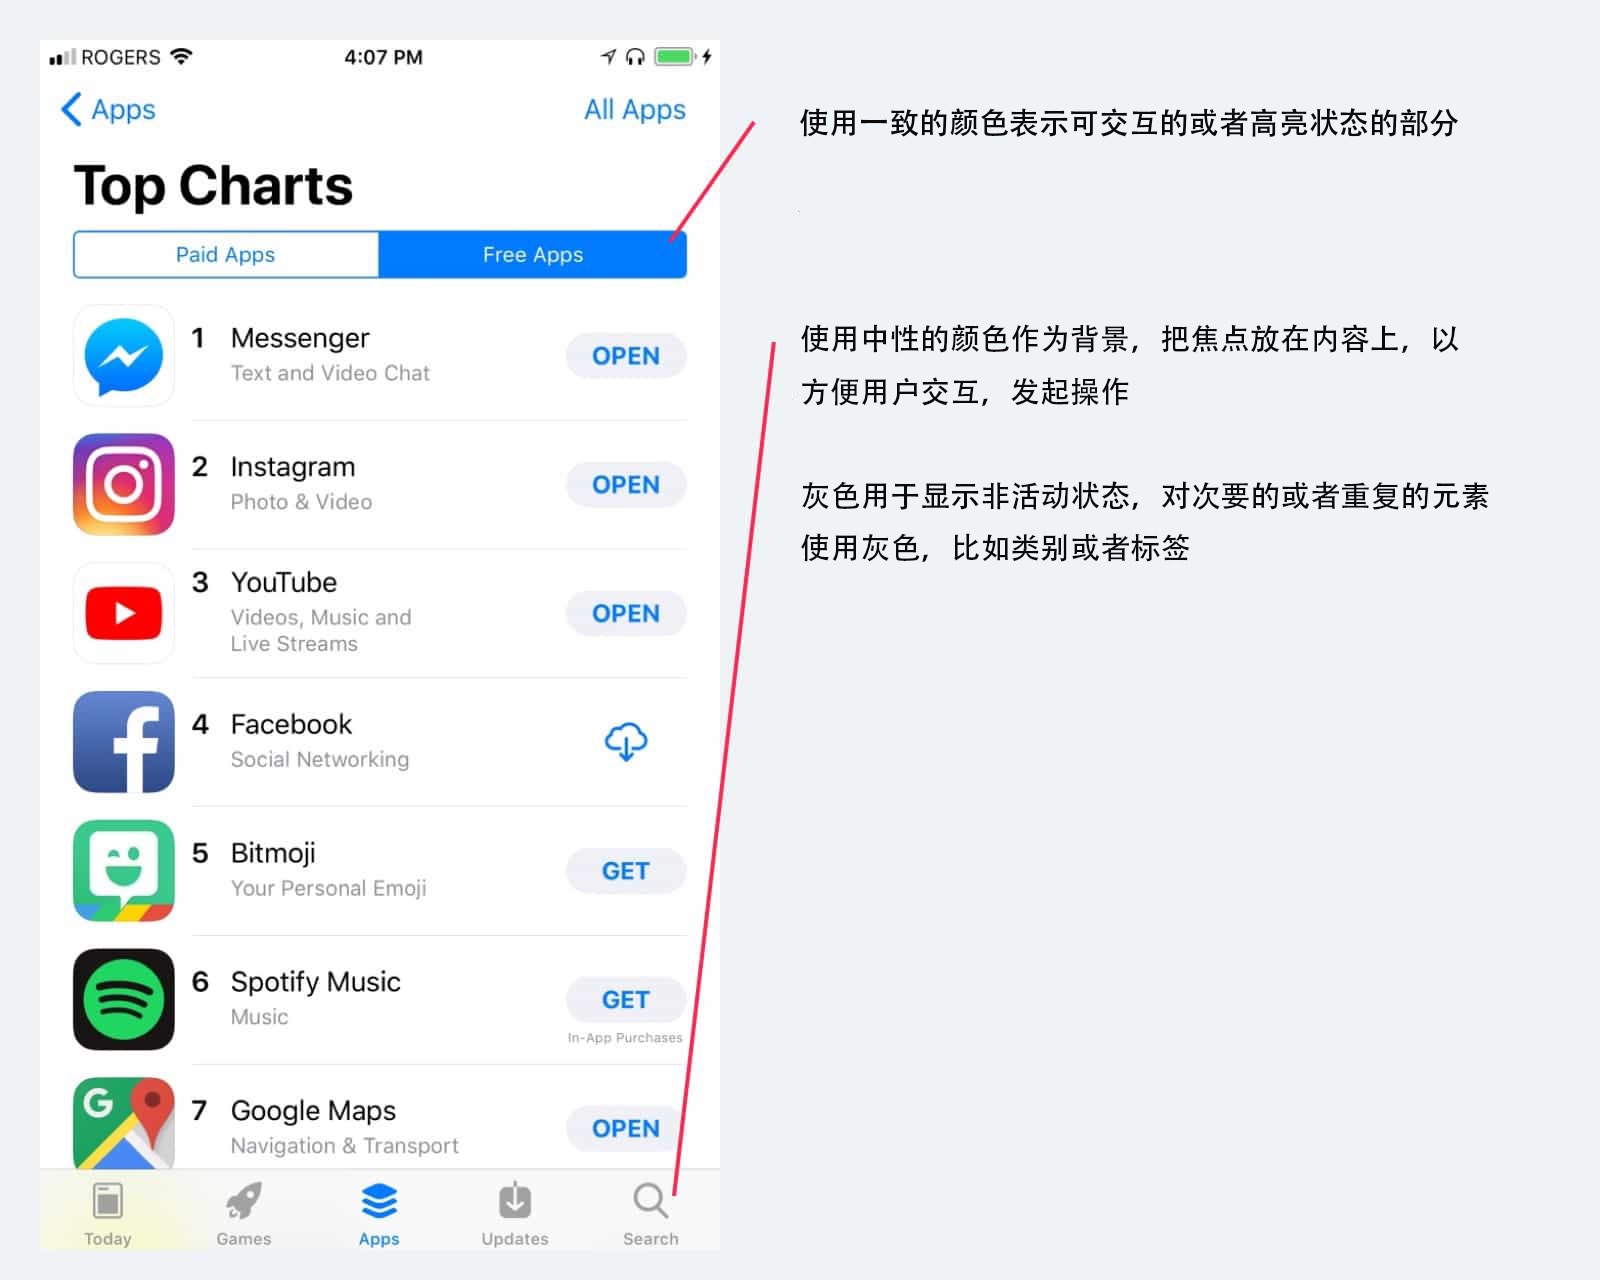 ROGERS 4:07 PM
Apps All Apps
Top Charts
Paid Apps Free Apps
1 Messenger
Text and Video Chat
OPEN
2 Instagram
Photo & Video
OPEN
3 YouTube
Videos, Music and
Live Streams
OPEN
4 Facebook
Social Networking
5 Bitmoji
Your Personal Emoji
GET
6 Spotify Music
Music
GET
In-App Purchases
G
7 Google Maps
Navigation & Transport
OPEN
Today Games Apps Updates Search
使用一致的颜色表示可交互的或者高亮状态的部分
使用中性的颜色作为背景，把焦点放在内容上，以
方便用户交互，发起操作
灰色用于显示非活动状态，对次要的或者重复的元素
使用灰色，比如类别或者标签